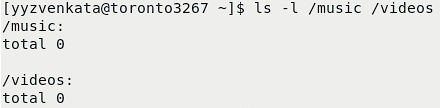 [yyzvenkata@toronto3267 ~]$ ls -l /music /videos
/music:
total 0

/videos:
total 0